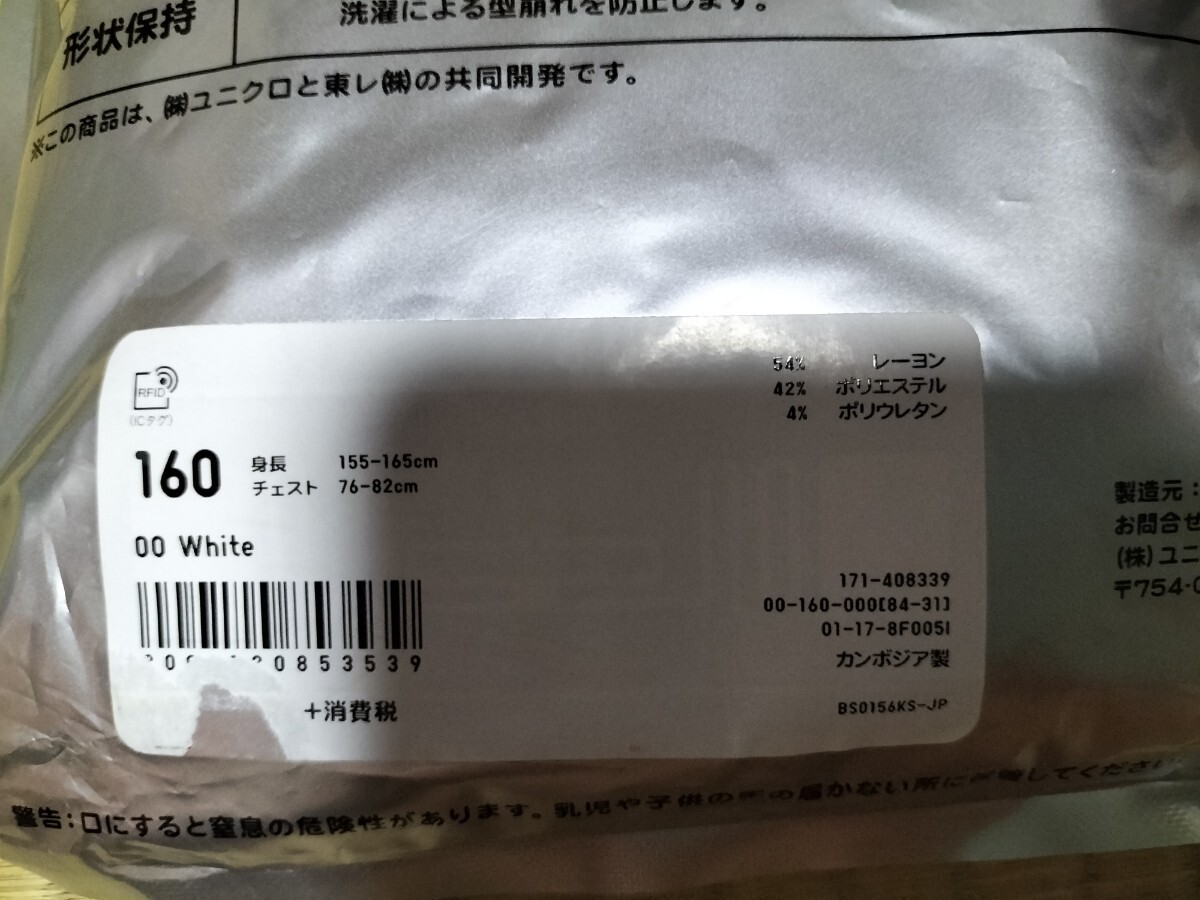 形状保持
洗濯による型崩れを防止します。
※この商品は、㈱ユニクロと東レ㈱の共同開発です。
RFID
(ICタグ)
54% レーヨン
42% ポリエステル
4% ポリウレタン
160
身長 155-165cm
チェスト 76-82cm
00 White
0853539
+消費税
171-408339
00-160-000[84-31]
01-17-8F005I
カンボジア製
BS0156KS-JP
製造元:
お問合せ
(株)ユニ
〒754-0
警告:口にすると窒息の危険性があります。乳児や子供の手の届かない所に保管してください